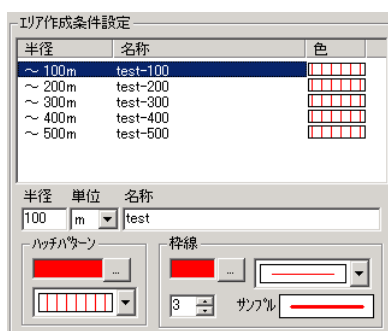 ｴﾘｱ作成条件設定
半径 名称 色
～ 100m test-100
～ 200m test-200
～ 300m test-300
～ 400m test-400
～ 500m test-500
半径 単位 名称
100 m test
ﾊｯﾁﾊﾟﾀｰﾝ 枠線
... ...
3 ｻﾝﾌﾟﾙ